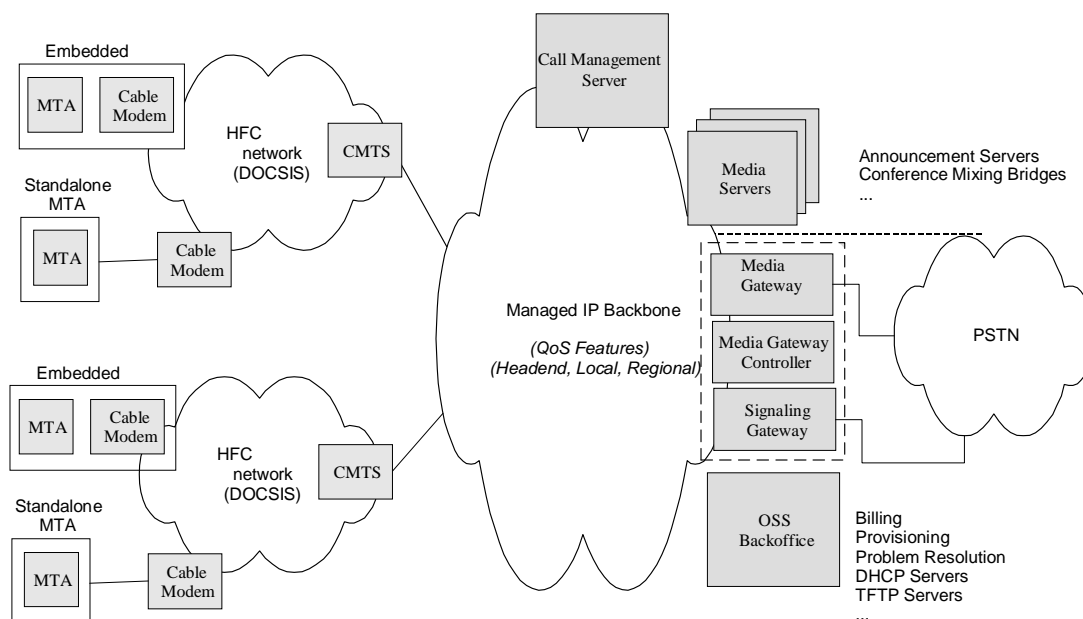 Embedded
MTA
Cable
Modem
HFC
network
(DOCSIS)
CMTS
Standalone
MTA
MTA
Cable
Modem
Call Management
Server
Media
Servers
Announcement Servers
Conference Mixing Bridges
...
Managed IP Backbone
(QoS Features)
(Headend, Local, Regional)
Media
Gateway
Media Gateway
Controller
Signaling
Gateway
PSTN
Embedded
MTA
Cable
Modem
HFC
network
(DOCSIS)
CMTS
Standalone
MTA
MTA
Cable
Modem
OSS
Backoffice
Billing
Provisioning
Problem Resolution
DHCP Servers
TFTP Servers
...